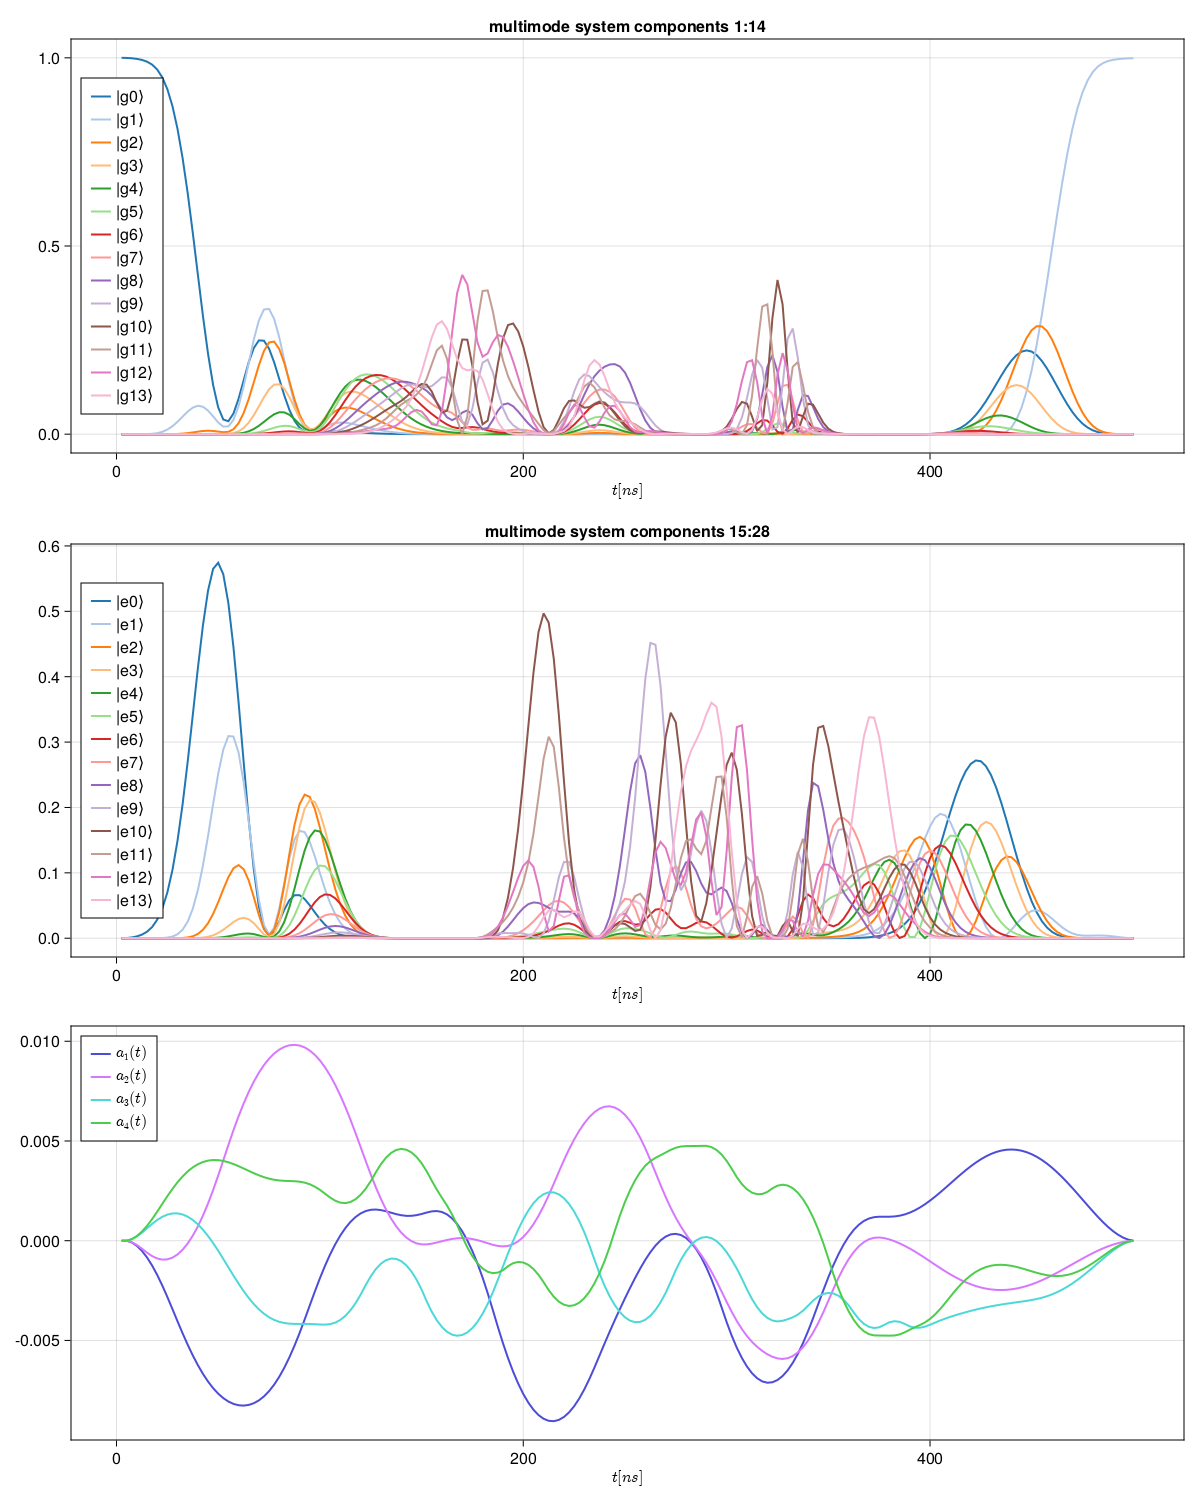 multimode system components 1:14
1.0
0.5
0.0
|g0⟩
|g1⟩
|g2⟩
|g3⟩
|g4⟩
|g5⟩
|g6⟩
|g7⟩
|g8⟩
|g9⟩
|g10⟩
|g11⟩
|g12⟩
|g13⟩
0 200 400
t[ns]
multimode system components 15:28
0.6
0.5
0.4
0.3
0.2
0.1
0.0
|e0⟩
|e1⟩
|e2⟩
|e3⟩
|e4⟩
|e5⟩
|e6⟩
|e7⟩
|e8⟩
|e9⟩
|e10⟩
|e11⟩
|e12⟩
|e13⟩
0 200 400
t[ns]
0.010
0.005
0.000
-0.005
a₁(t)
a₂(t)
a₃(t)
a₄(t)
0 200 400
t[ns]